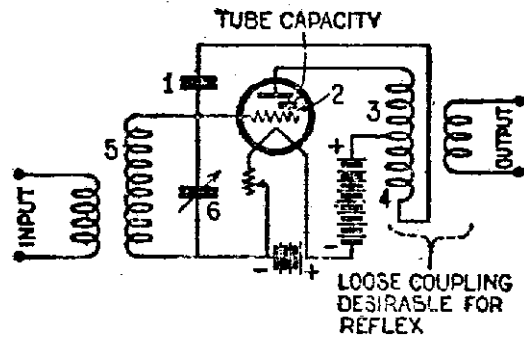 TUBE CAPACITY
1
2
3
5
+
OUTPUT
4
6
INPUT
-
-
+
LOOSE COUPLING
DESIRABLE FOR
REFLEX